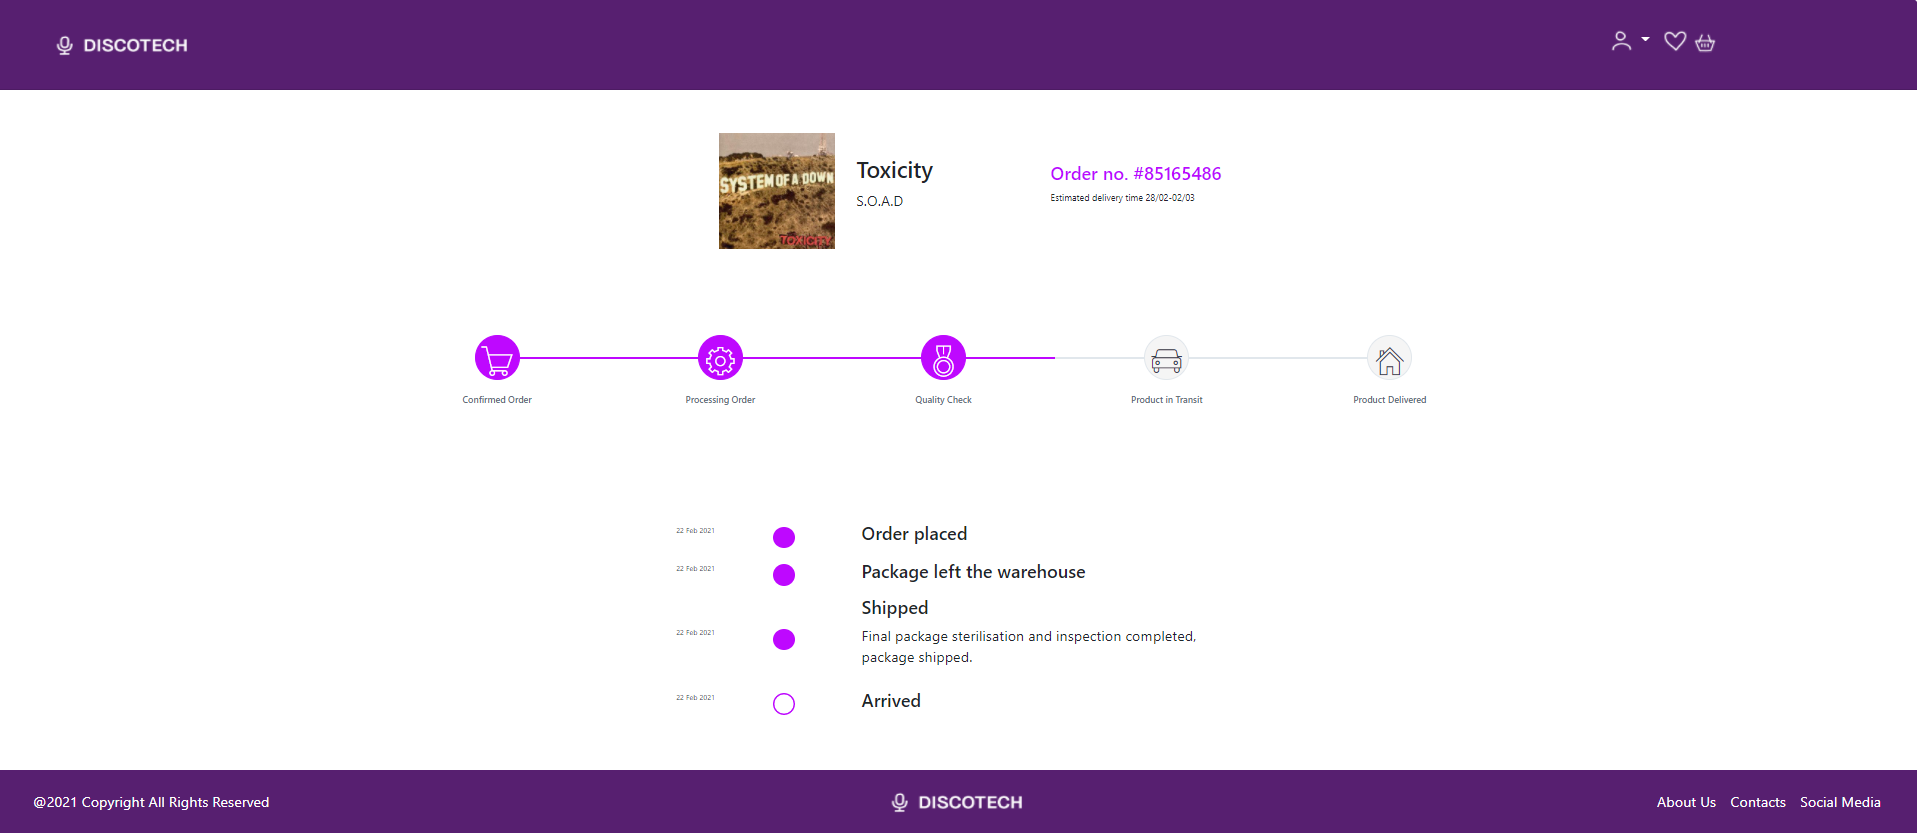 DISCOTECH
SYSTEM OF A DOWN
TOXICITY
Toxicity
S.O.A.D
Order no. #85165486
Estimated delivery time 28/02-02/03
Confirmed Order
Processing Order
Quality Check
Product in Transit
Product Delivered
22 Feb 2021
Order placed
22 Feb 2021
Package left the warehouse
Shipped
22 Feb 2021
Final package sterilisation and inspection completed,
package shipped.
22 Feb 2021
Arrived
@2021 Copyright All Rights Reserved
DISCOTECH
About Us
Contacts
Social Media